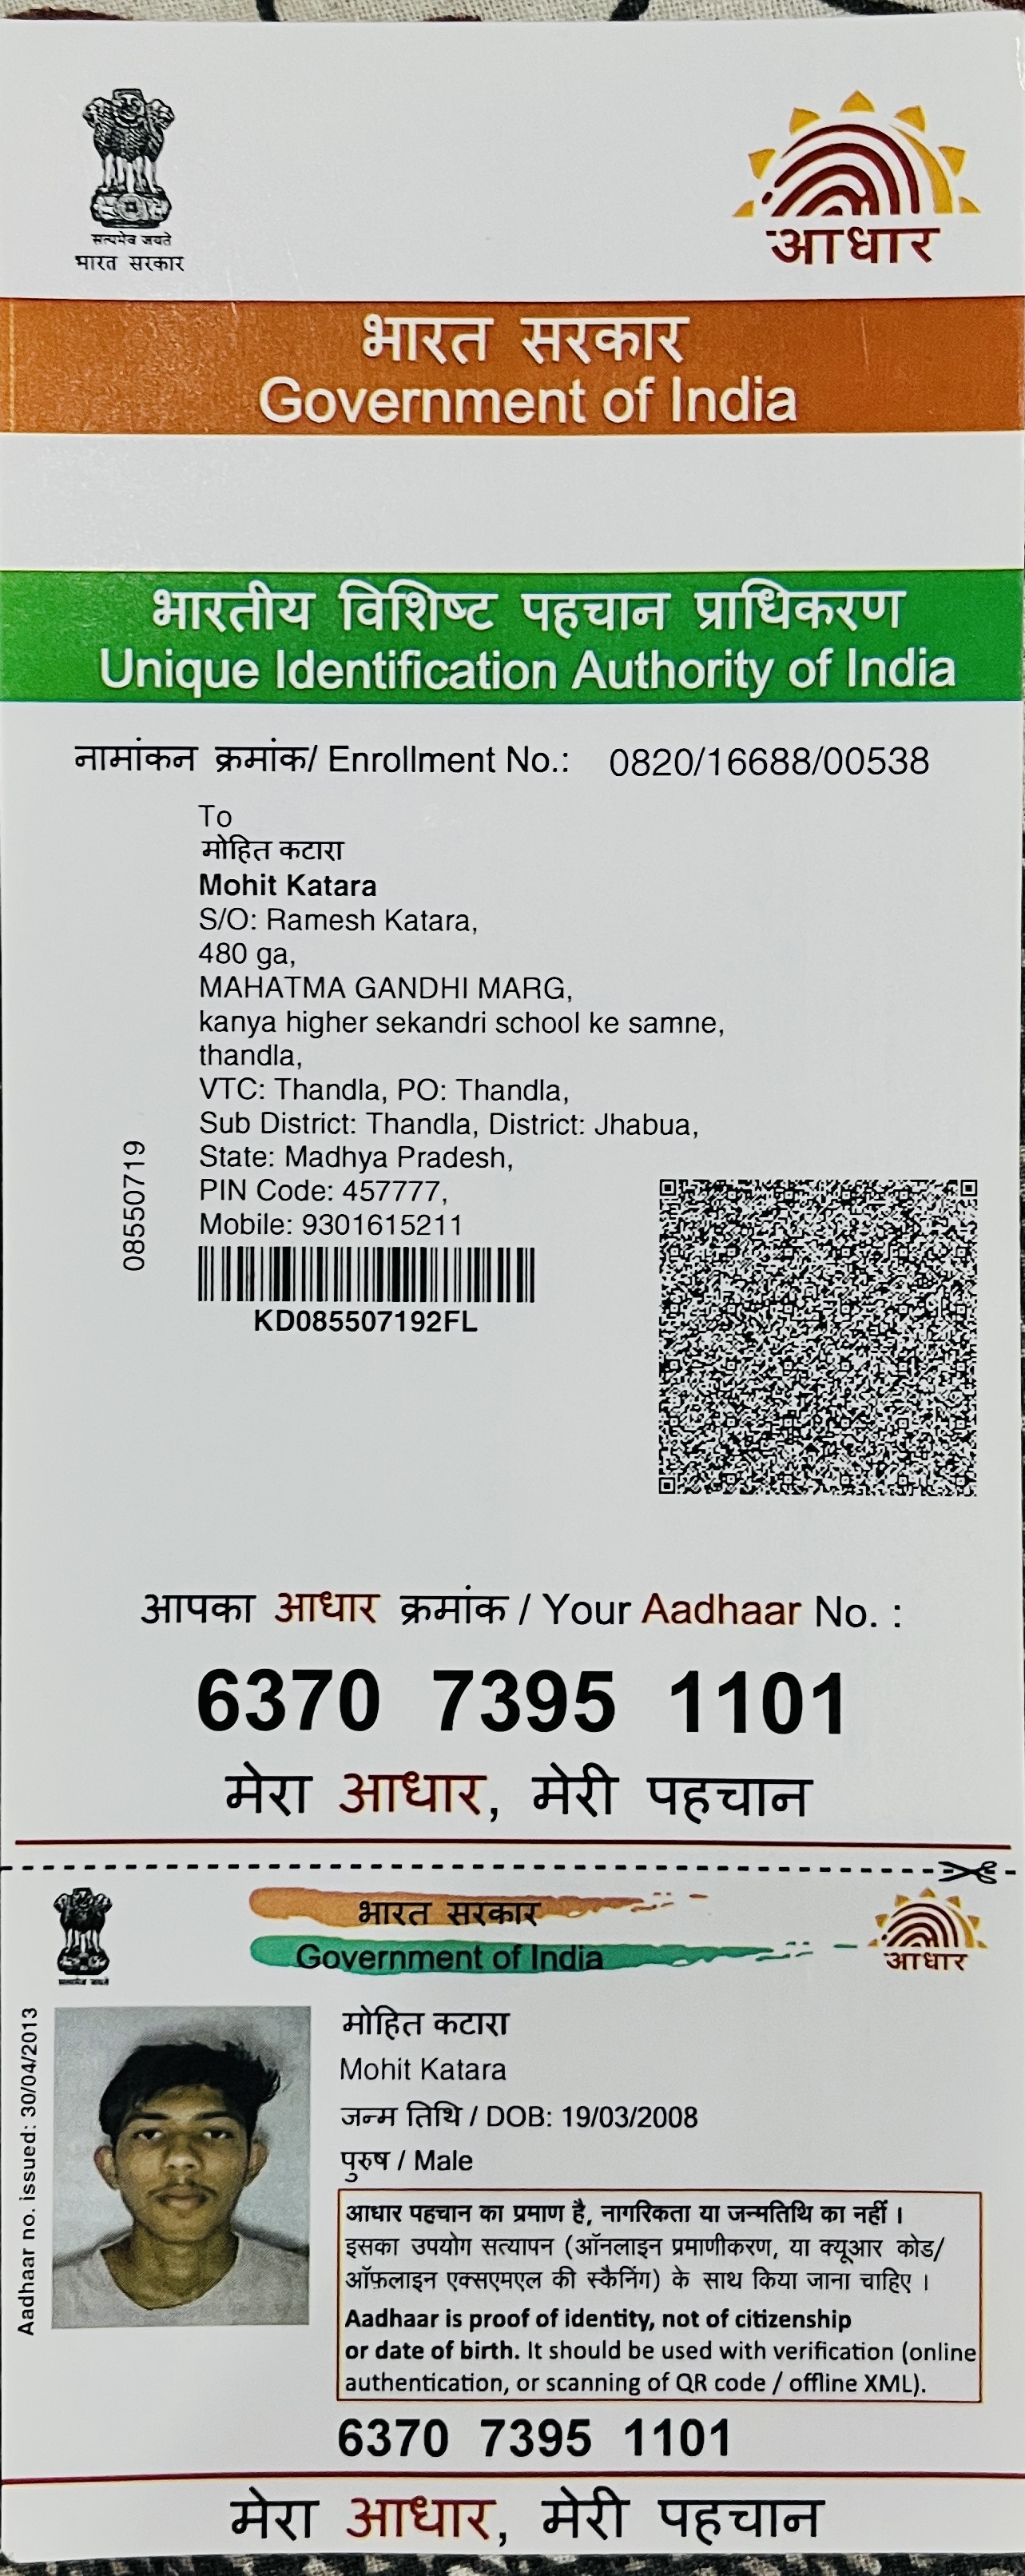 सत्यमेव जयते
भारत सरकार
आधार
भारत सरकार
Government of India
भारतीय विशिष्ट पहचान प्राधिकरण
Unique Identification Authority of India
नामांकन क्रमांक/ Enrollment No.: 0820/16688/00538
To
मोहित कटारा
Mohit Katara
S/O: Ramesh Katara,
480 ga,
MAHATMA GANDHI MARG,
kanya higher sekandri school ke samne,
thandla,
VTC: Thandla, PO: Thandla,
Sub District: Thandla, District: Jhabua,
State: Madhya Pradesh,
PIN Code: 457777,
Mobile: 9301615211
08550719
KD085507192FL
आपका आधार क्रमांक / Your Aadhaar No. :
6370 7395 1101
मेरा आधार, मेरी पहचान
सत्यमेव जयते
भारत सरकार
Government of India
आधार
Aadhaar no. issued: 30/04/2013
मोहित कटारा
Mohit Katara
जन्म तिथि / DOB: 19/03/2008
पुरुष / Male
आधार पहचान का प्रमाण है, नागरिकता या जन्मतिथि का नहीं ।
इसका उपयोग सत्यापन (ऑनलाइन प्रमाणीकरण, या क्यूआर कोड/
ऑफ़लाइन एक्सएमएल की स्कैनिंग) के साथ किया जाना चाहिए ।
Aadhaar is proof of identity, not of citizenship
or date of birth. It should be used with verification (online
authentication, or scanning of QR code / offline XML).
6370 7395 1101
मेरा आधार, मेरी पहचान